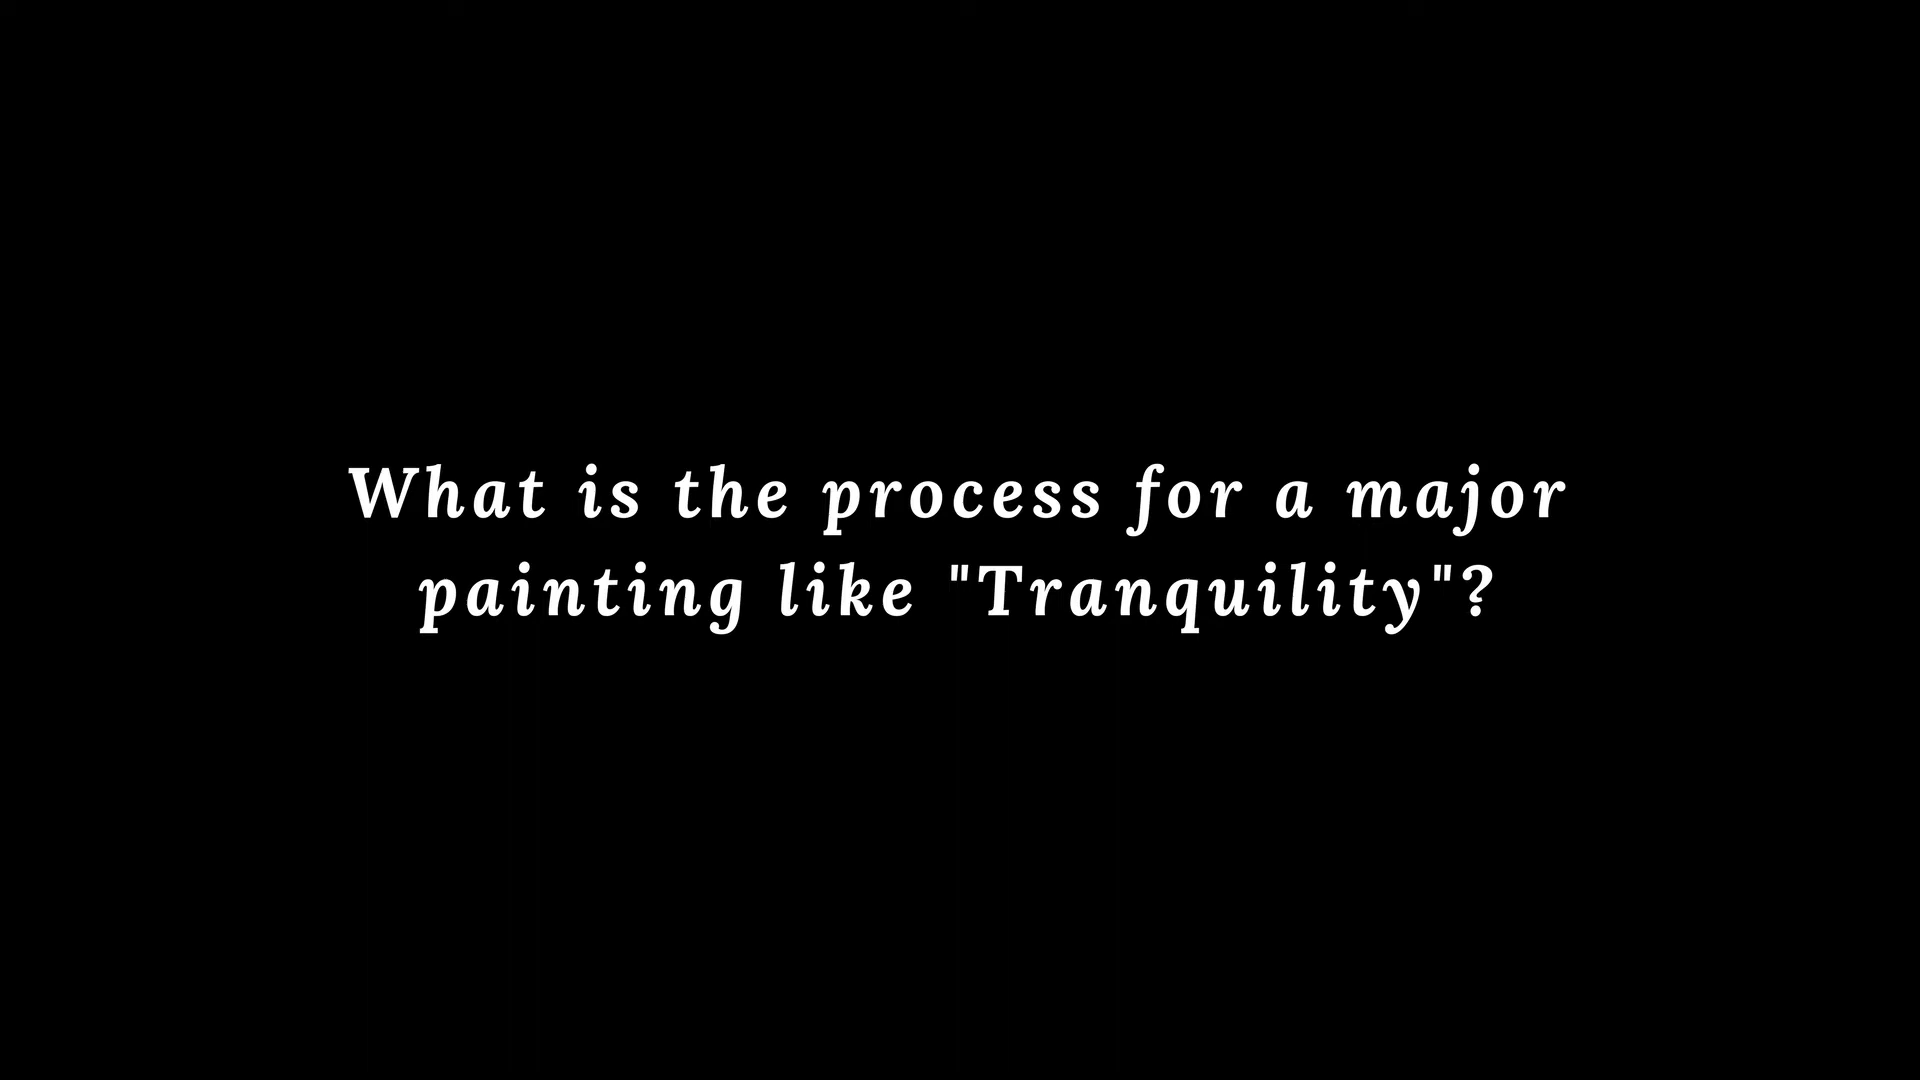 What is the process for a major
painting like "Tranquility"?